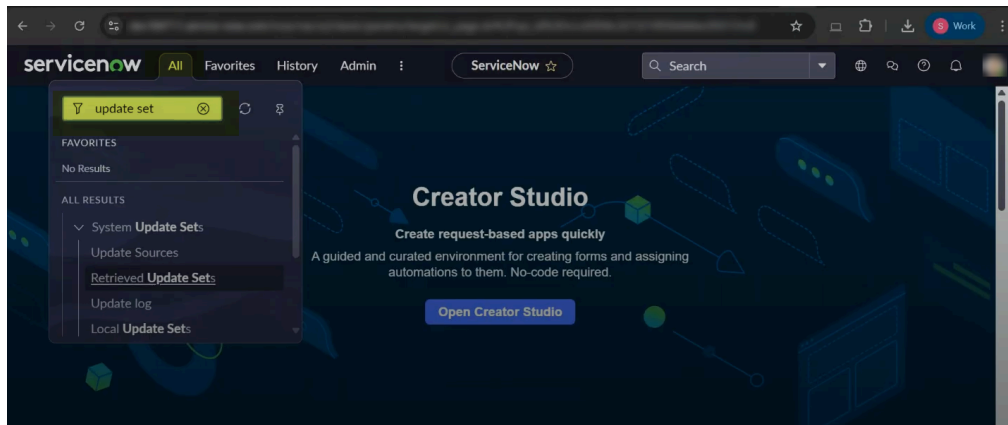 S Work
servicenow All Favorites History Admin ServiceNow Search
update set
FAVORITES
No Results
ALL RESULTS
System Update Sets
Update Sources
Retrieved Update Sets
Update log
Local Update Sets
Creator Studio
Create request-based apps quickly
A guided and curated environment for creating forms and assigning
automations to them. No-code required.
Open Creator Studio